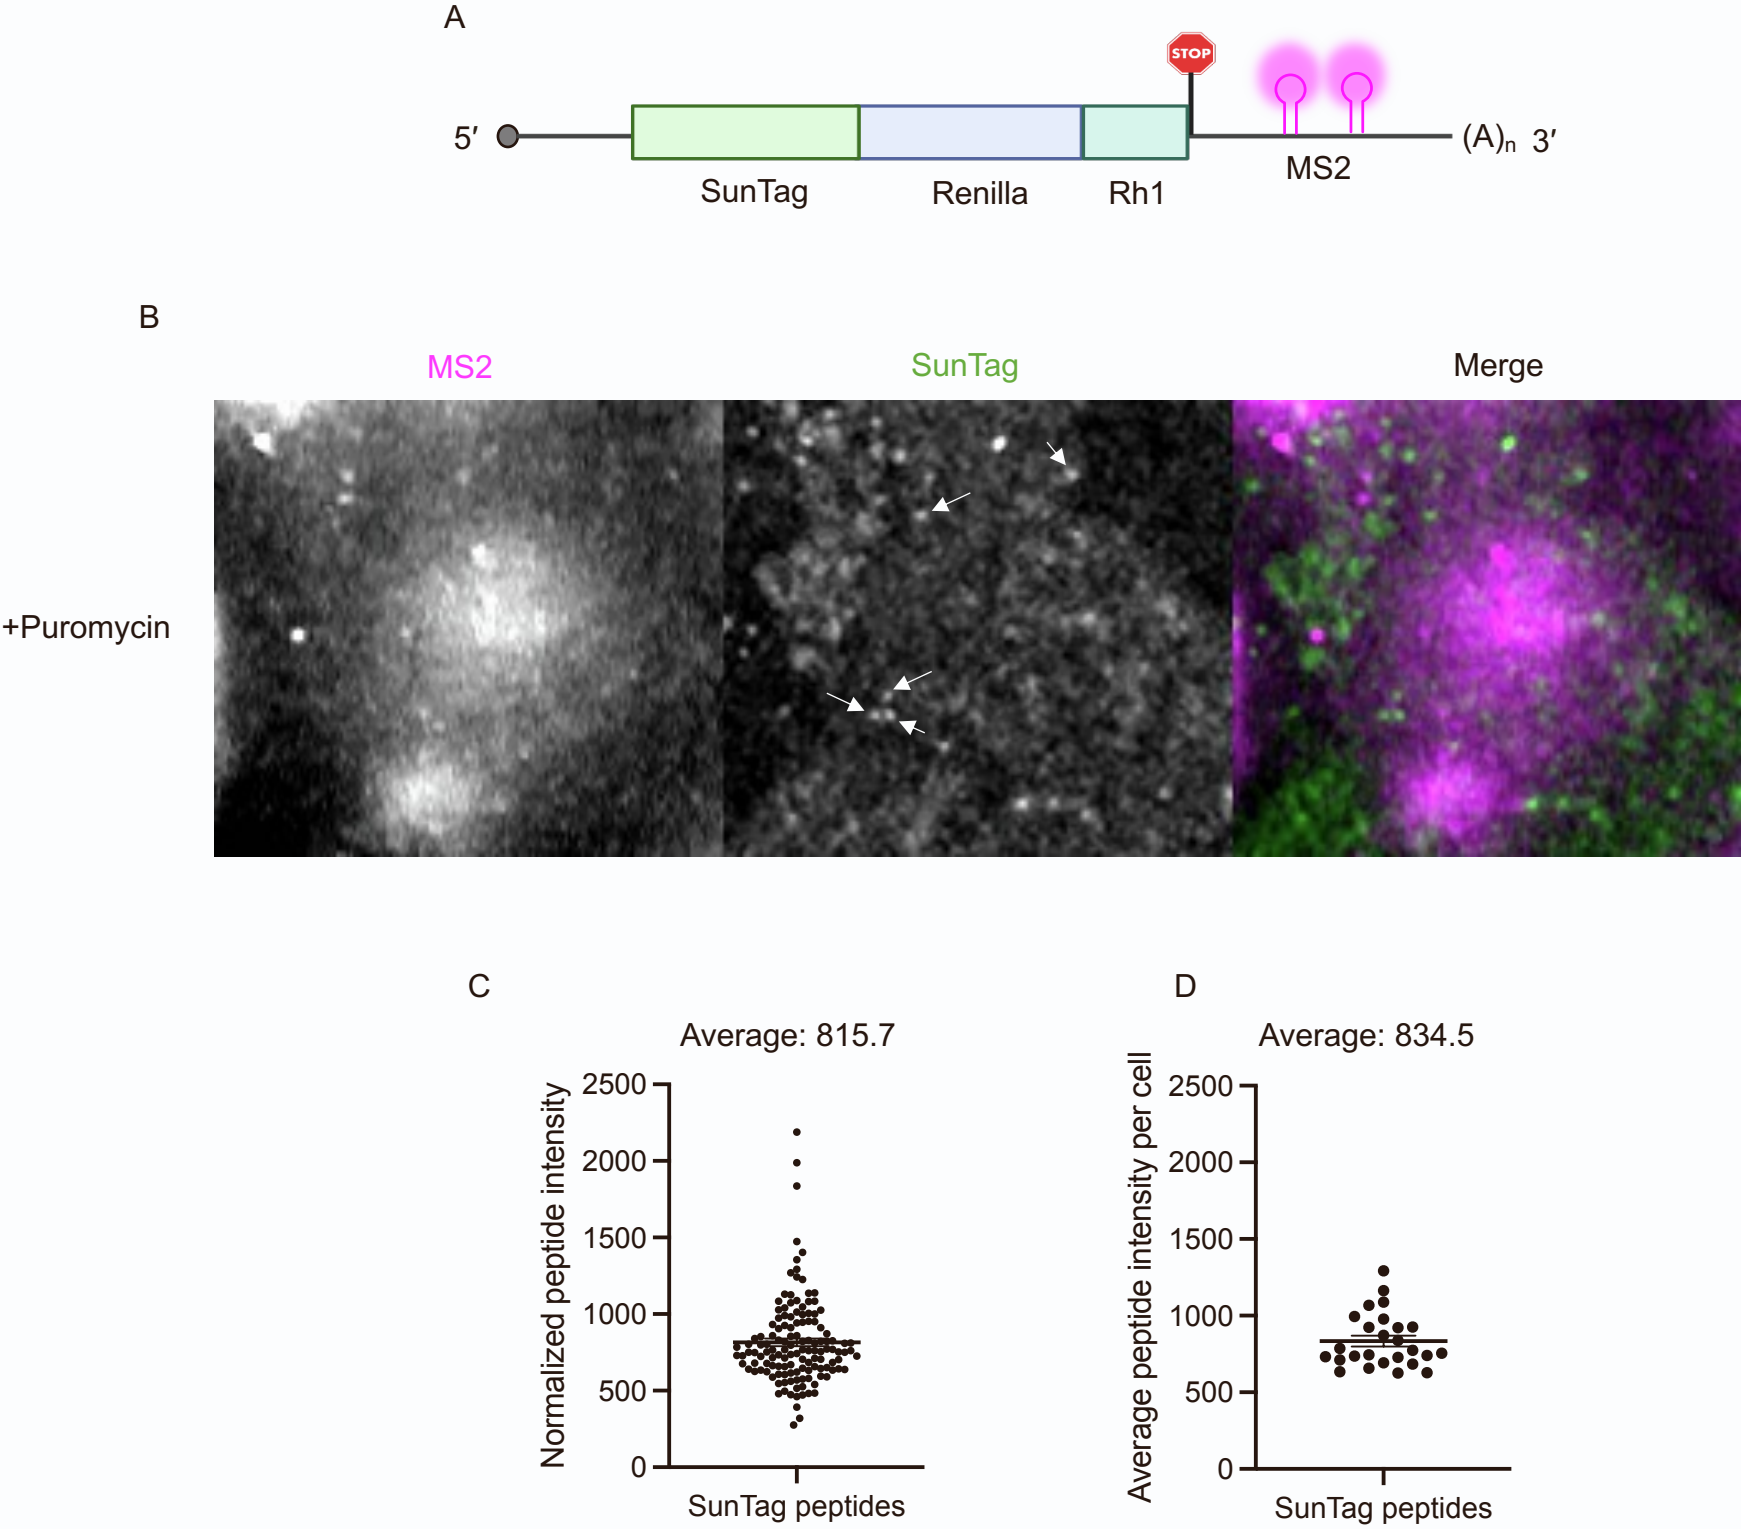 A
STOP
5′
(A)n 3′
MS2
SunTag
Renilla
Rh1
B
MS2
SunTag
Merge
+Puromycin
C
D
Average: 815.7
Average: 834.5
Normalized peptide intensity
2500
2000
1500
1000
500
0
SunTag peptides
Average peptide intensity per cell
2500
2000
1500
1000
500
0
SunTag peptides